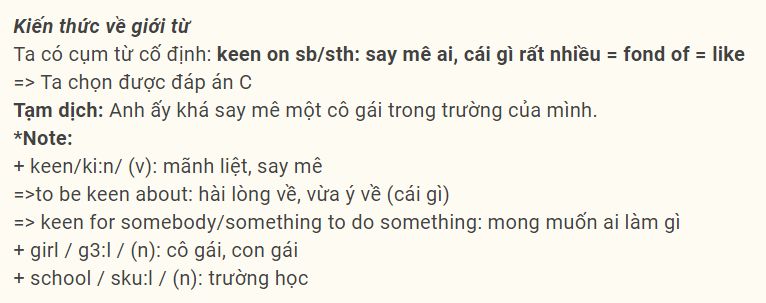 Kiến thức về giới từ
Ta có cụm từ cố định: keen on sb/sth: say mê ai, cái gì rất nhiều = fond of = like
=> Ta chọn được đáp án C
Tạm dịch: Anh ấy khá say mê một cô gái trong trường của mình.
*Note:
+ keen/ki:n/ (v): mãnh liệt, say mê
=>to be keen about: hài lòng về, vừa ý về (cái gì)
=> keen for somebody/something to do something: mong muốn ai làm gì
+ girl / g3:l / (n): cô gái, con gái
+ school / sku:l / (n): trường học